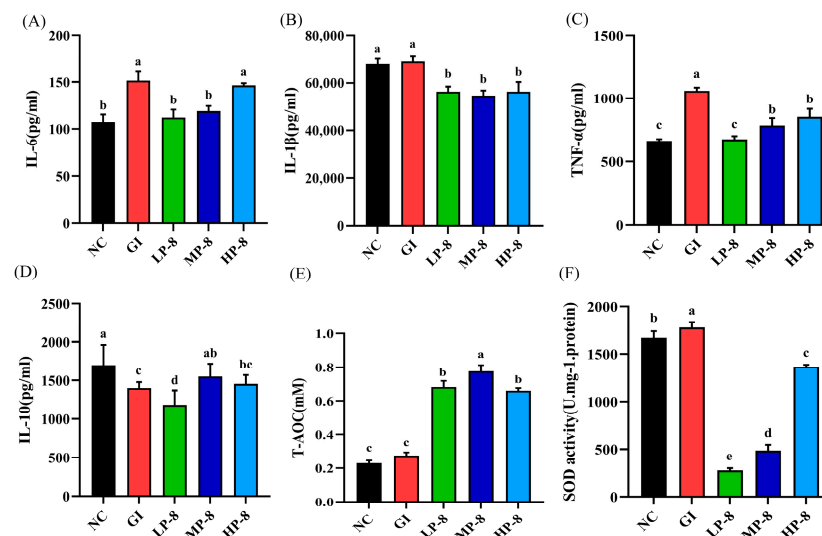 (A)
IL-6(pg/ml)
200
150
100
50
0
b
a
b
b
a
NC
GI
LP-8
MP-8
HP-8
(B)
IL-1β(pg/ml)
80,000
60,000
40,000
20,000
0
a
a
b
b
b
NC
GI
LP-8
MP-8
HP-8
(C)
TNF-α(pg/ml)
1500
1000
500
0
c
a
c
b
b
NC
GI
LP-8
MP-8
HP-8
(D)
IL-10(pg/ml)
2500
2000
1500
1000
500
0
a
c
d
ab
bc
NC
GI
LP-8
MP-8
HP-8
(E)
T-AOC(mM)
1.0
0.8
0.6
0.4
0.2
0.0
c
c
b
a
b
NC
GI
LP-8
MP-8
HP-8
(F)
SOD activity(U.mg-1.protein)
2000
1500
1000
500
0
b
a
e
d
c
NC
GI
LP-8
MP-8
HP-8